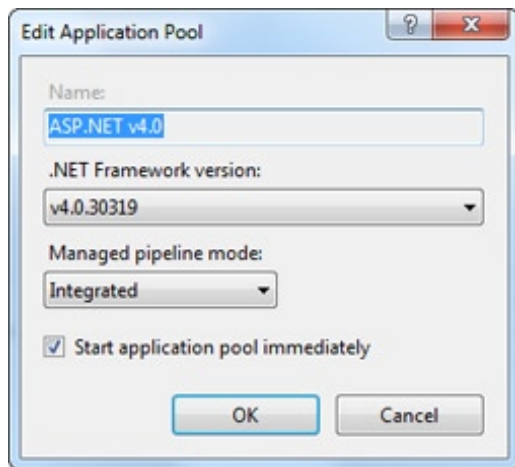 Edit Application Pool
Name:
ASP.NET v4.0
.NET Framework version:
v4.0.30319
Managed pipeline mode:
Integrated
Start application pool immediately
OK
Cancel